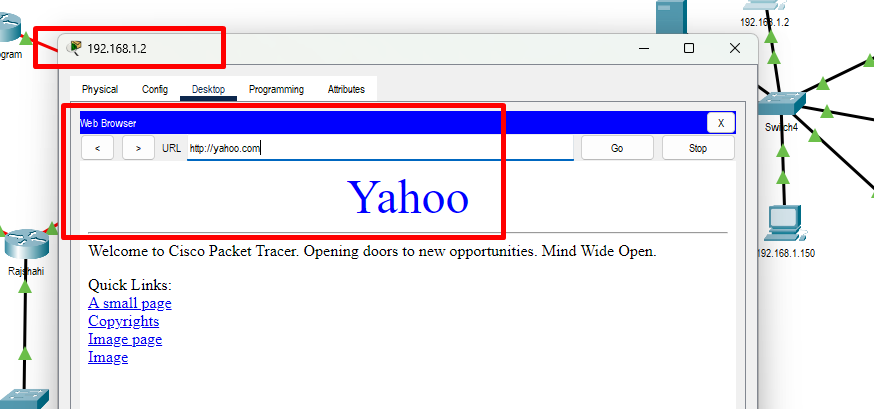 192.168.1.2
ogram
192.168.1.2
Physical Config Desktop Programming Attributes
Web Browser X
< > URL http://yahoo.com Go Stop
Switch4
Yahoo
Welcome to Cisco Packet Tracer. Opening doors to new opportunities. Mind Wide Open.
192.168.1.150
Rajshahi
Quick Links:
A small page
Copyrights
Image page
Image